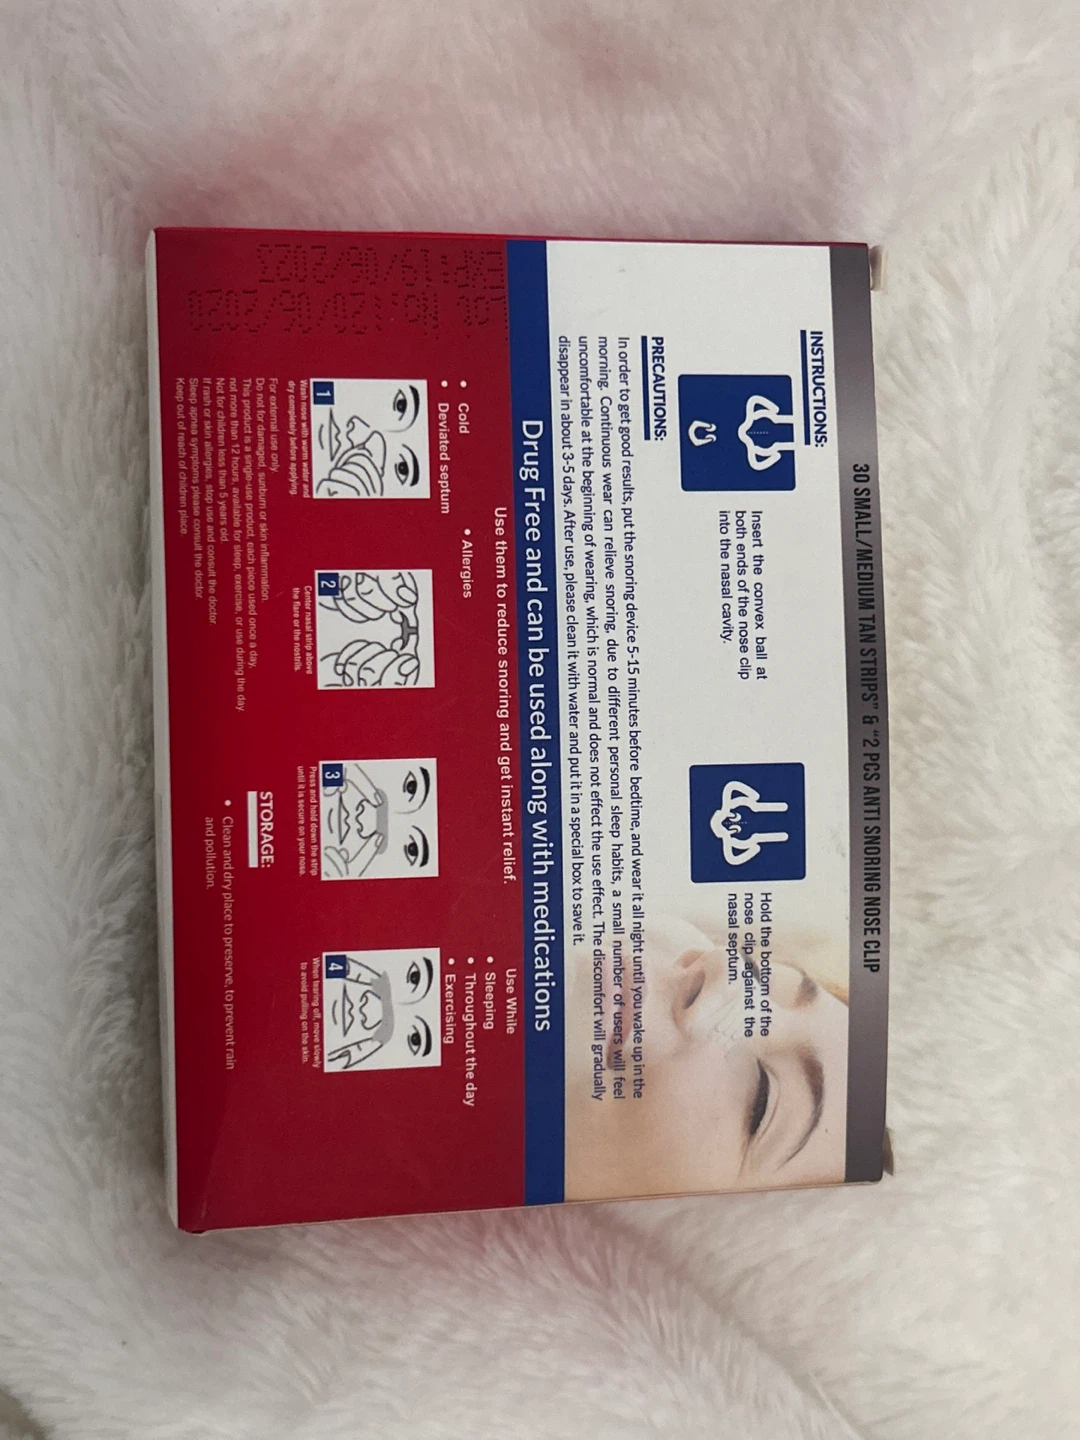 30 SMALL/MEDIUM TAN STRIPS" & "2 PCS ANTI SNORING NOSE CLIP
INSTRUCTIONS:
Insert the convex ball at
both ends of the nose clip
into the nasal cavity.
Hold the bottom of the
nose clip against the
nasal septum.
PRECAUTIONS:
In order to get good results, put the snoring device 5-15 minutes before bedtime, and wear it all night until you wake up in the
morning. Continuous wear can relieve snoring, due to different personal sleep habits, a small number of users will feel
uncomfortable at the beginning of wearing, which is normal and does not effect the use effect. The discomfort will gradually
disappear in about 3-5 days. After use, please clean it with water and put it in a special box to save it.
Drug Free and can be used along with medications
Use them to reduce snoring and get instant relief.
• Cold
• Allergies
• Deviated septum
Use While
• Sleeping
• Throughout the day
• Exercising
1
Wash nose with warm water and
dry completely before applying.
2
Center nasal strip above
the flare or the nostrils.
3
Press and hold down the strip
until it is secure on your nose.
4
When tearing off, move slowly
to avoid pulling on the skin.
For external use only.
Do not for damaged, sunburn or skin inflammation.
This product is a single-use product, each piece used once a day,
not more than 12 hours, available for sleep, exercise, or use during the day.
Not for children less than 5 years old.
If rash or skin allergies, stop use and consult the doctor.
Sleep apnea symptoms please consult the doctor.
Keep out of reach of children place.
STORAGE:
• Clean and dry place to preserve, to prevent rain
and pollution.
19/06/2025
20/06/2020